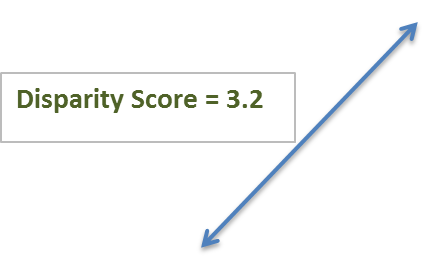 Disparity Score = 3.2